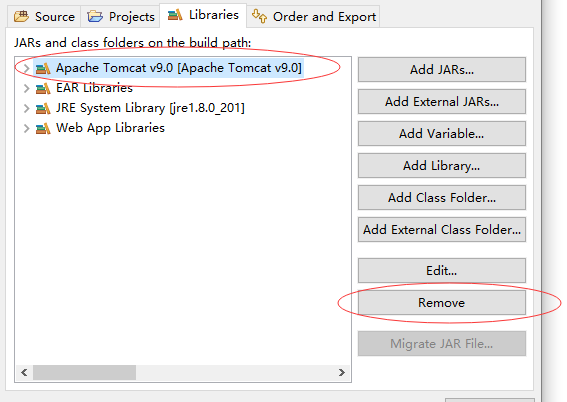 Source Projects Libraries Order and Export
JARs and class folders on the build path:
Apache Tomcat v9.0 [Apache Tomcat v9.0]
EAR Libraries
JRE System Library [jre1.8.0_201]
Web App Libraries
Add JARs...
Add External JARs...
Add Variable...
Add Library...
Add Class Folder...
Add External Class Folder...
Edit...
Remove
Migrate JAR File...